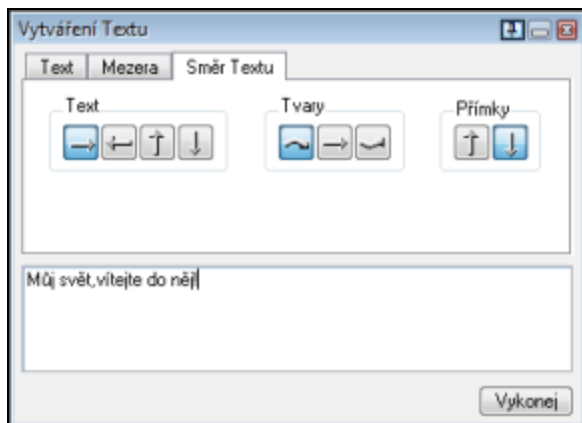 Vytváření Textu
Text Mezera Směr Textu
Text Tvary Přímky
Můj svět,vítejte do něj!
Vykonej